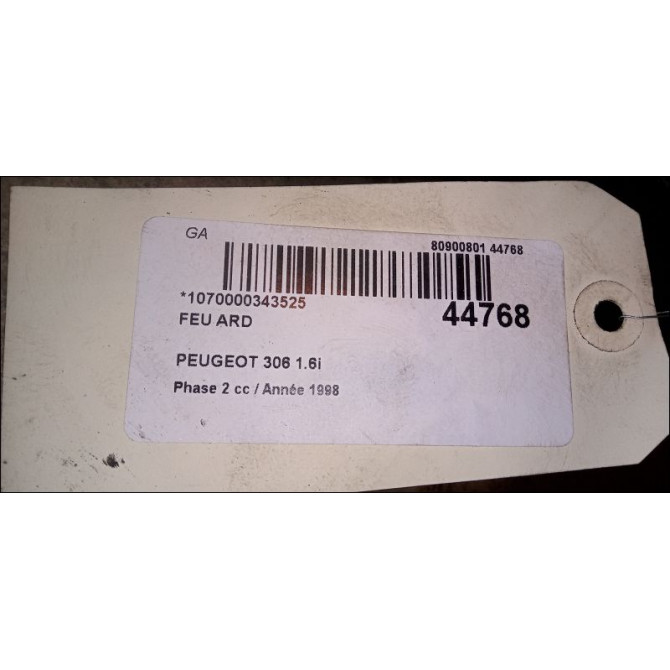 GA
80900801 44768
*1070000343525
44768
FEU ARD
PEUGEOT 306 1.6i
Phase 2 cc / Année 1998